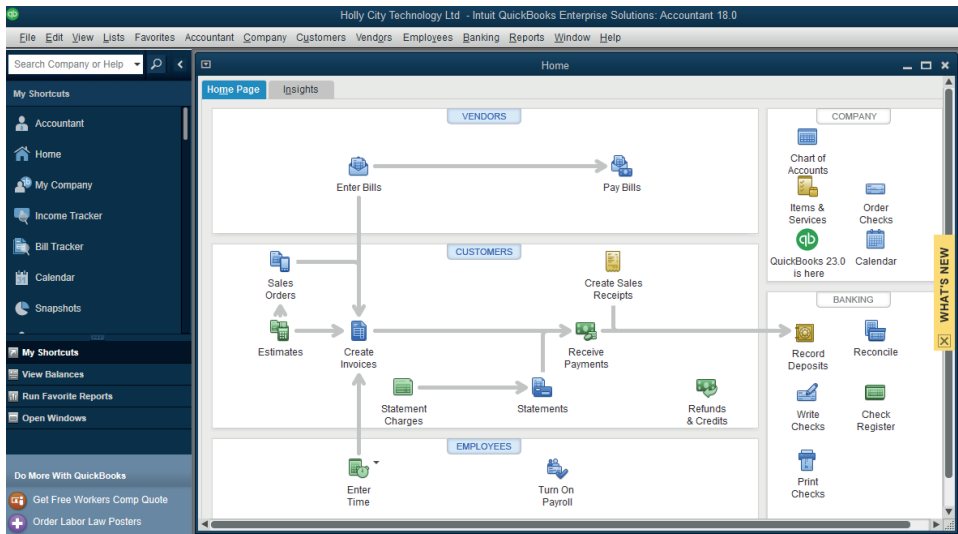 qb
Holly City Technology Ltd - Intuit QuickBooks Enterprise Solutions: Accountant 18.0
File Edit View Lists Favorites Accountant Company Customers Vendors Employees Banking Reports Window Help
Search Company or Help
My Shortcuts
Accountant
Home
My Company
Income Tracker
Bill Tracker
Calendar
Snapshots
My Shortcuts
View Balances
Run Favorite Reports
Open Windows
Do More With QuickBooks
Get Free Workers Comp Quote
Order Labor Law Posters
Home
Home Page
Insights
VENDORS
Enter Bills
Pay Bills
CUSTOMERS
Sales
Orders
Create Sales
Receipts
Estimates
Create
Invoices
Receive
Payments
Statement
Charges
Statements
Refunds
& Credits
EMPLOYEES
Enter
Time
Turn On
Payroll
COMPANY
Chart of
Accounts
Items &
Services
Order
Checks
qb
QuickBooks 23.0
is here
Calendar
BANKING
Record
Deposits
Reconcile
Write
Checks
Check
Register
Print
Checks
WHAT'S NEW